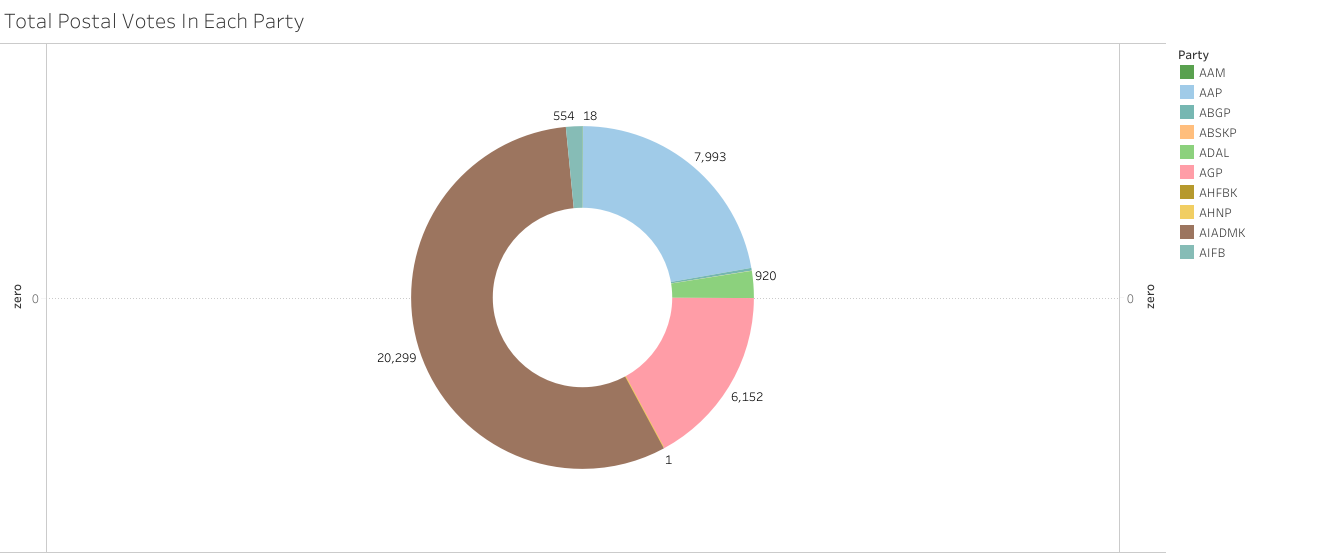 Total Postal Votes In Each Party
Party
AAM
AAP
ABGP
ABSKP
ADAL
AGP
AHFBK
AHNP
AIADMK
AIFB
554
18
7,993
920
zero
0
0
zero
20,299
6,152
1